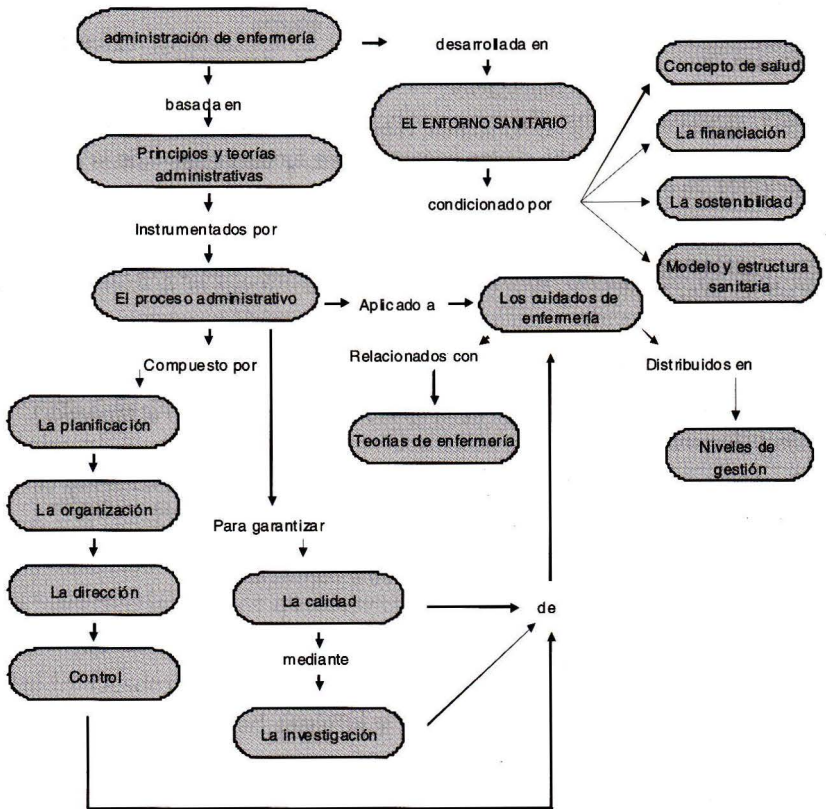 administración de enfermería
desarrollada en
Concepto de salud
basada en
EL ENTORNO SANITARIO
La financiación
Principios y teorías
administrativas
condicionado por
La sostenibilidad
Instrumentados por
Modelo y estructura
sanitaria
El proceso administrativo
Aplicado a
Los cuidados de
enfermería
Compuesto por
Relacionados con
Distribuidos en
La planificación
Teorías de enfermería
Niveles de
gestión
La organización
Para garantizar
La dirección
La calidad
de
Control
mediante
La investigación